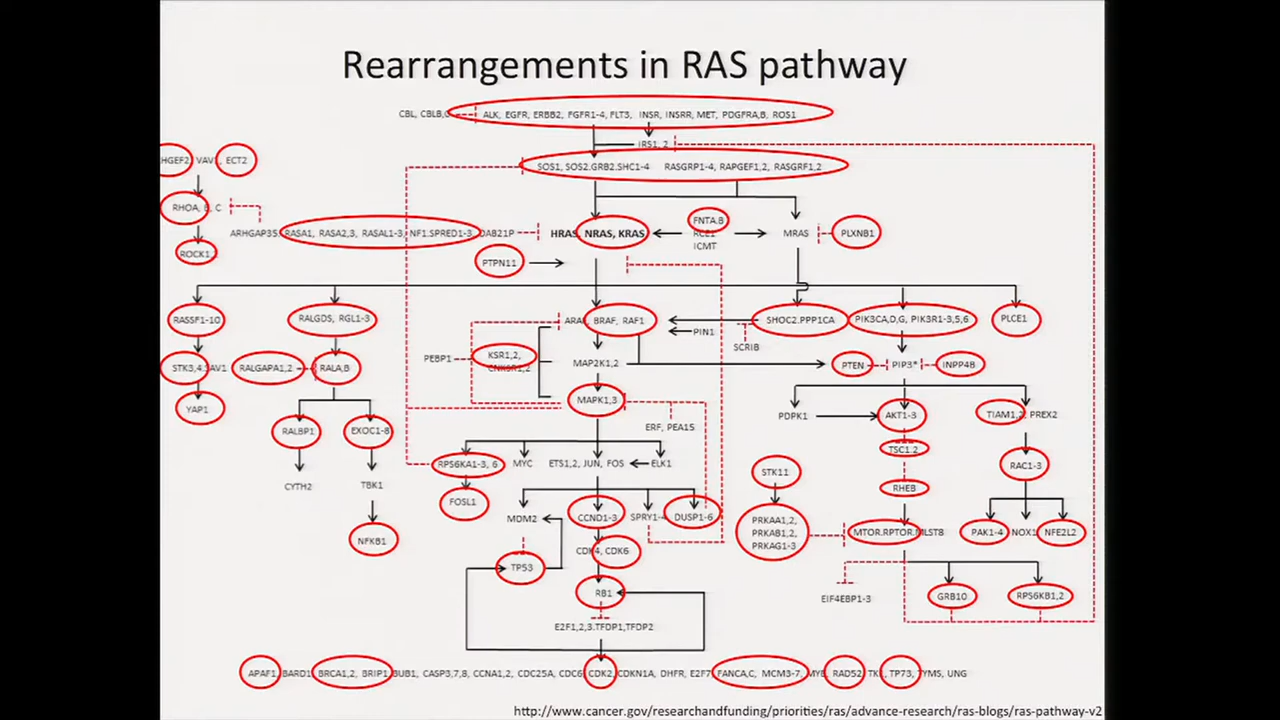 Rearrangements in RAS pathway
CBL, CBLB, ALK, EGFR, ERBB2, FGFR1-4, FLT3, INSR, INSRR, MET, PDGFRA,B, ROS1
IRS1, 2
HGEF2, VAV ECT2 SOS1, SOS2.GRB2.SHC1-4 RASGRP1-4, RAPGEF1,2, RASGRF1,2
RHOA, C FNTA.B
ARHGAP35 RASA1, RASA2,3, RASAL1-3, NF1.SPRED1-3, DAB21P HRAS, NRAS, KRAS RCE1 MRAS PLXNB1
ICMT
ROCK1, PTPN11
RASSF1-10 RALGDS, RGL1-3 ARAF BRAF, RAF1 SHOC2.PPP1CA PIK3CA,D,G, PIK3R1-3,5,6 PLCE1
PIN1
SCRIB
STK3,4.SAV1 RALGAPA1,2 RALA,B PEBP1 KSR1,2, MAP2K1,2 PTEN PIP3* INPP4B
CNKSR1,2
YAP1 MAPK1,3 PDPK1 AKT1-3 TIAM1,2, PREX2
RALBP1 EXOC1-8 ERF, PEA15 TSC1.2
RPS6KA1-3, 6 MYC ETS1,2, JUN, FOS ELK1 STK11 RAC1-3
CYTH2 TBK1 RHEB
FOSL1 MDM2 CCND1-3 SPRY1-4 DUSP1-6
PRKAA1,2, PRKAB1,2, PRKAG1-3 MTOR.RPTOR.MLST8 PAK1-4 NOX1 NFE2L2
NFKB1 CDK4, CDK6
TP53
RB1 EIF4EBP1-3 GRB10 RPS6KB1,2
E2F1,2,3.TFDP1,TFDP2
APAF1, BARD1, BRCA1,2, BRIP1, BUB1, CASP3,7,8, CCNA1,2, CDC25A, CDC6, CDK2, CDKN1A, DHFR, E2F7 FANCA,C, MCM3-7, RAD52, TP73, TYMS, UNG
http://www.cancer.gov/researchandfunding/priorities/ras/advance-research/ras-blogs/ras-pathway-v2